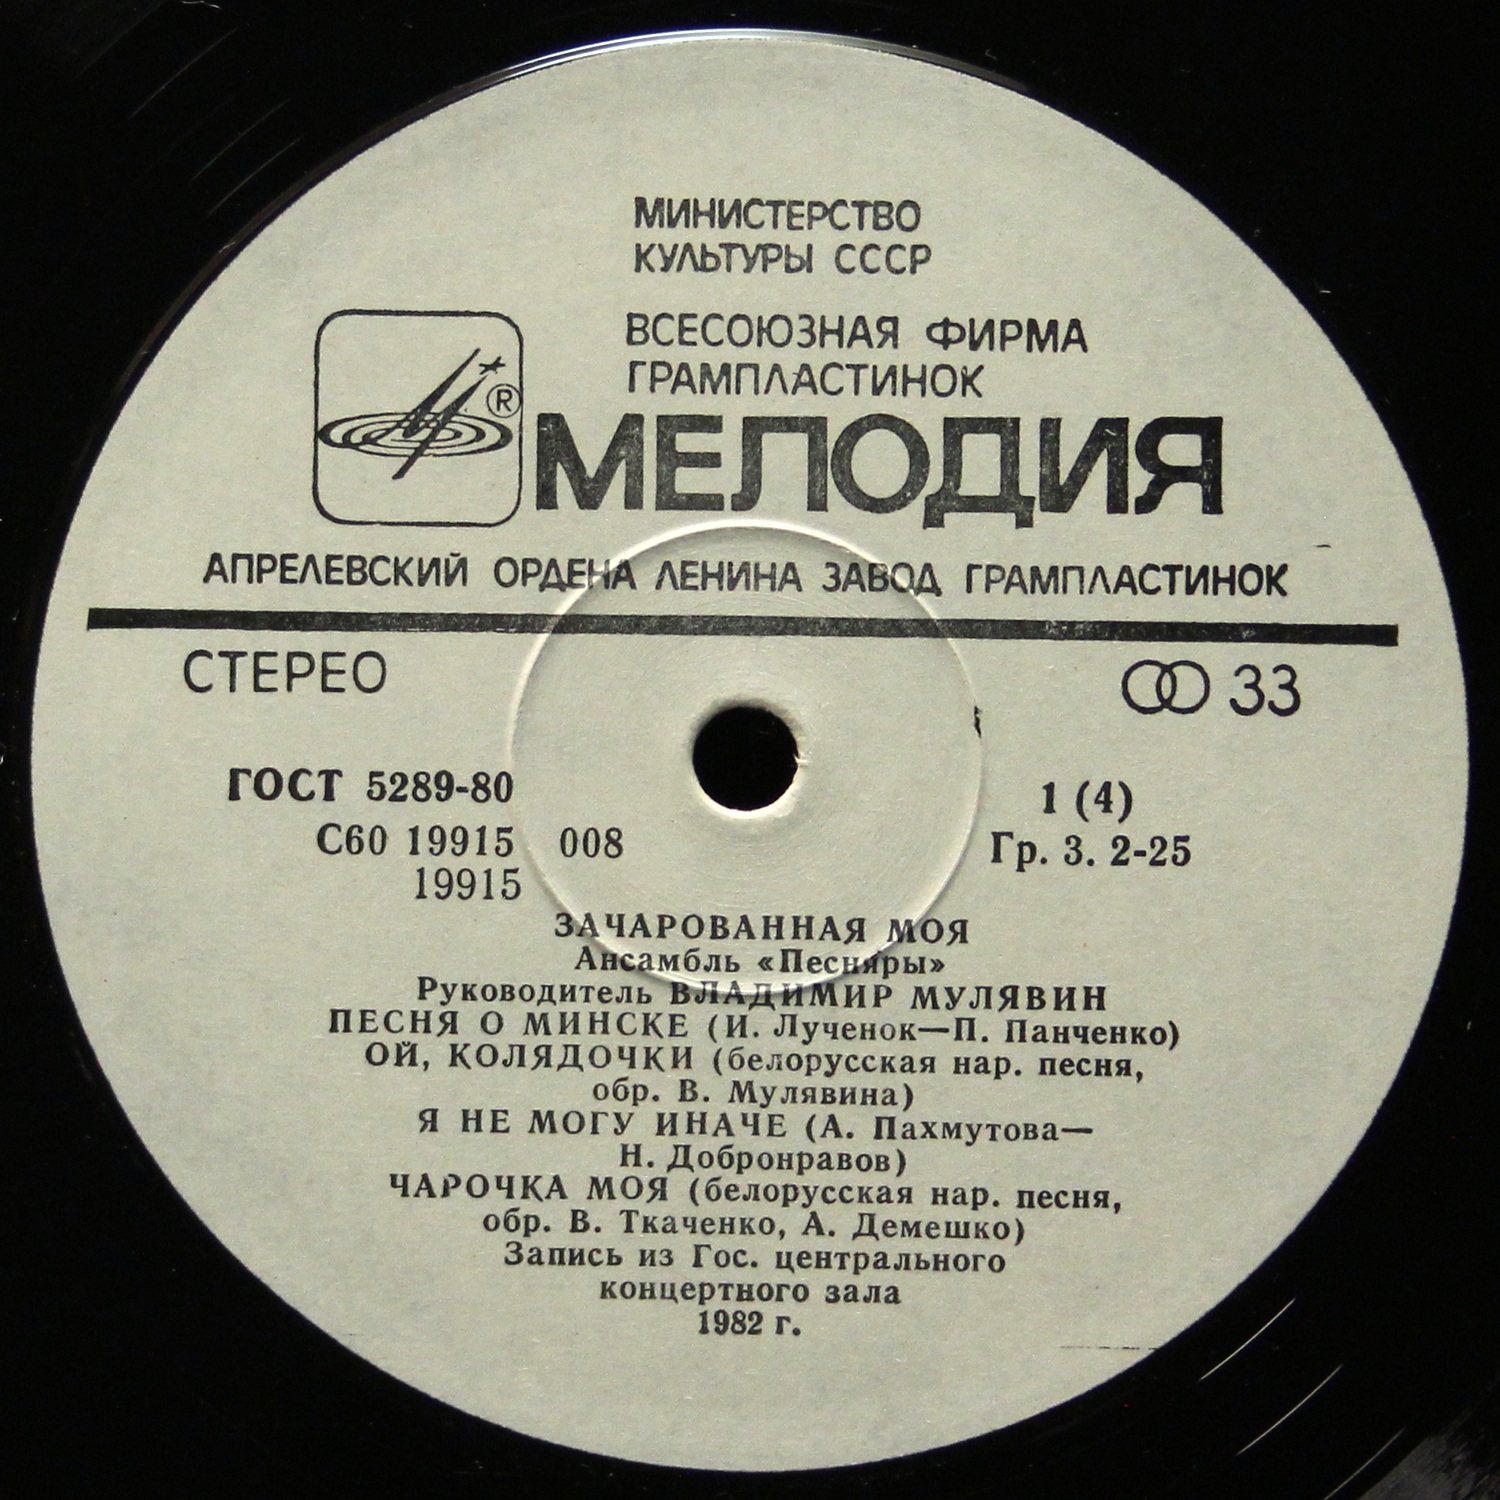 МИНИСТЕРСТВО
КУЛЬТУРЫ СССР
ВСЕСОЮЗНАЯ ФИРМА
ГРАМПЛАСТИНОК
®
МЕЛОДИЯ
АПРЕЛЕВСКИЙ ОРДЕНА ЛЕНИНА ЗАВОД ГРАМПЛАСТИНОК
СТЕРЕО
33
ГОСТ 5289-80
1 (4)
С60 19915 008
Гр. 3. 2-25
19915
ЗАЧАРОВАННАЯ МОЯ
Ансамбль «Песняры»
Руководитель ВЛАДИМИР МУЛЯВИН
ПЕСНЯ О МИНСКЕ (И. Лученок—П. Панченко)
ОЙ, КОЛЯДОЧКИ (белорусская нар. песня,
обр. В. Мулявина)
Я НЕ МОГУ ИНАЧЕ (А. Пахмутова—
Н. Добронравов)
ЧАРОЧКА МОЯ (белорусская нар. песня,
обр. В. Ткаченко, А. Демешко)
Запись из Гос. центрального
концертного зала
1982 г.